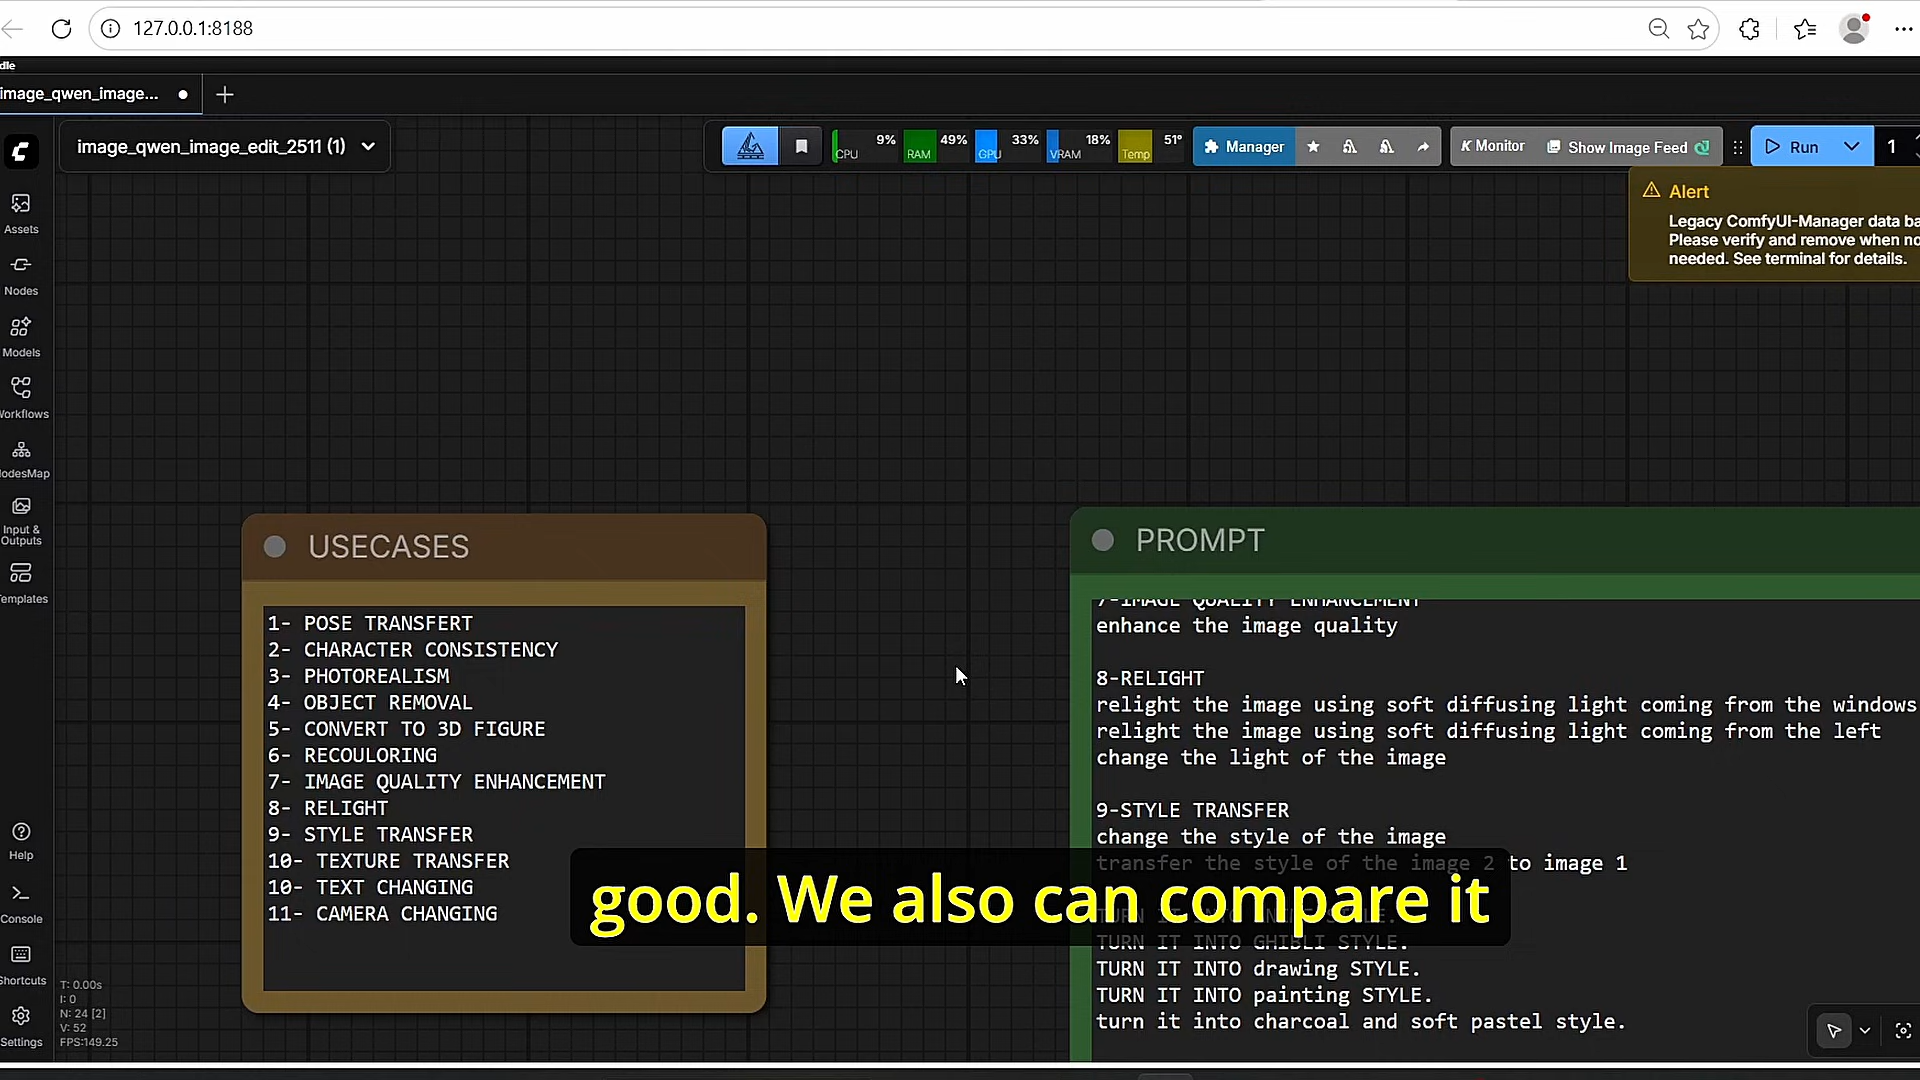 127.0.0.1:8188
dle
image_qwen_image...
image_qwen_image_edit_2511 (1)
CPU 9%
RAM 49%
GPU 33%
VRAM 18%
Temp 51°
Manager
K Monitor
Show Image Feed
Run
1
Alert
Legacy ComfyUI-Manager data ba
Please verify and remove when no
needed. See terminal for details.
Assets
Nodes
Models
Workflows
odesMap
Input &
Outputs
Templates
Help
Console
Shortcuts
Settings
T: 0.00s
I: 0
N: 24 [2]
V: 52
FPS:149.25
USECASES
1- POSE TRANSFERT
2- CHARACTER CONSISTENCY
3- PHOTOREALISM
4- OBJECT REMOVAL
5- CONVERT TO 3D FIGURE
6- RECOULORING
7- IMAGE QUALITY ENHANCEMENT
8- RELIGHT
9- STYLE TRANSFER
10- TEXTURE TRANSFER
10- TEXT CHANGING
11- CAMERA CHANGING
PROMPT
7-IMAGE QUALITY ENHANCEMENT
enhance the image quality
8-RELIGHT
relight the image using soft diffusing light coming from the windows
relight the image using soft diffusing light coming from the left
change the light of the image
9-STYLE TRANSFER
change the style of the image
transfer the style of the image 2 to image 1
TURN IT INTO GHIBLI STYLE.
TURN IT INTO drawing STYLE.
TURN IT INTO painting STYLE.
turn it into charcoal and soft pastel style.
good. We also can compare it